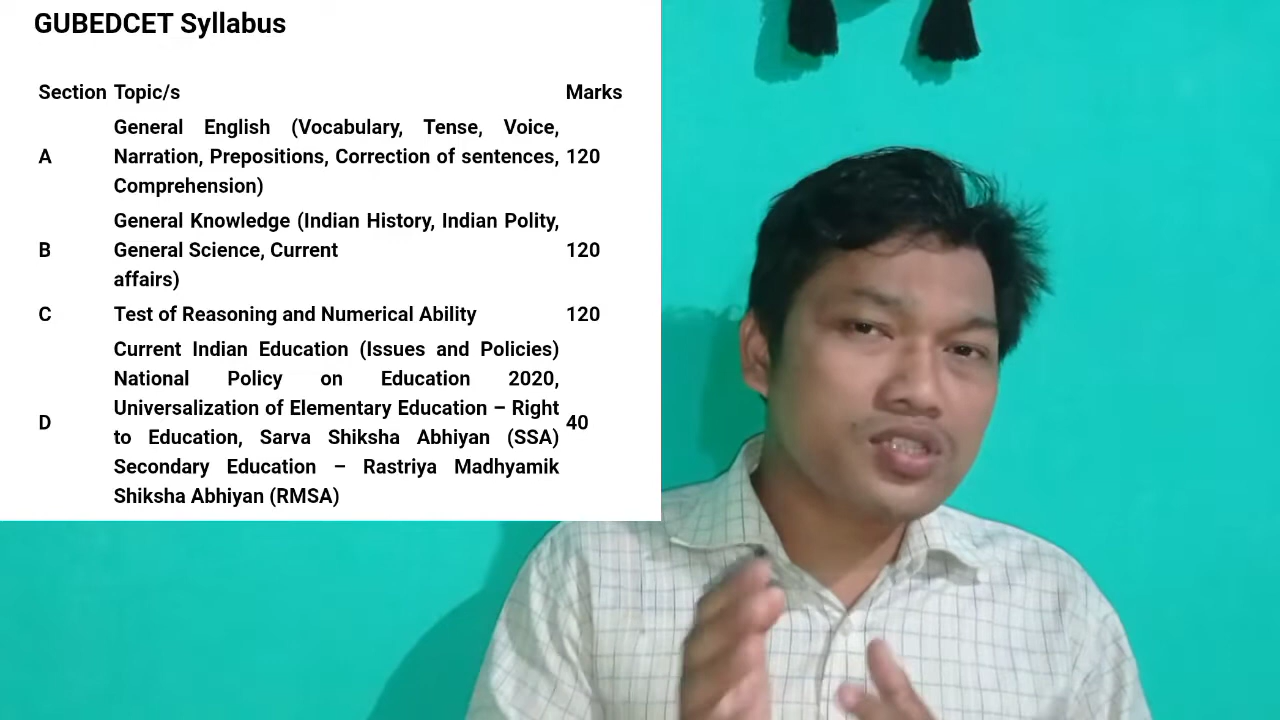 GUBEDCET Syllabus
Section Topic/s Marks
General English (Vocabulary, Tense, Voice,
A Narration, Prepositions, Correction of sentences, 120
Comprehension)
General Knowledge (Indian History, Indian Polity,
B General Science, Current 120
affairs)
C Test of Reasoning and Numerical Ability 120
Current Indian Education (Issues and Policies)
National Policy on Education 2020,
Universalization of Elementary Education – Right
D to Education, Sarva Shiksha Abhiyan (SSA) 40
Secondary Education – Rastriya Madhyamik
Shiksha Abhiyan (RMSA)